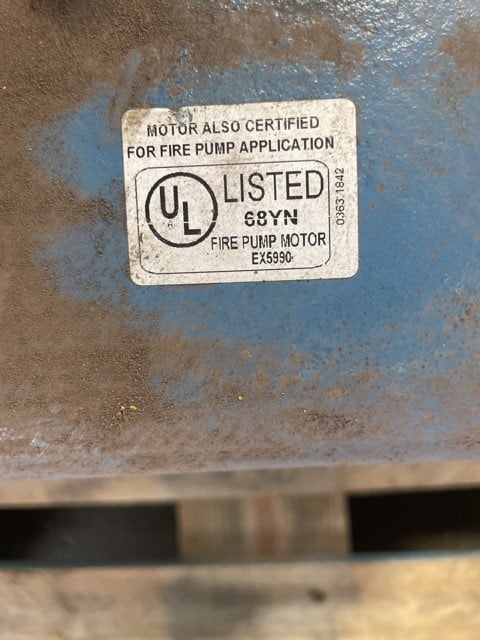 MOTOR ALSO CERTIFIED
FOR FIRE PUMP APPLICATION
UL LISTED
68YN
FIRE PUMP MOTOR
EX5990
0363.1842